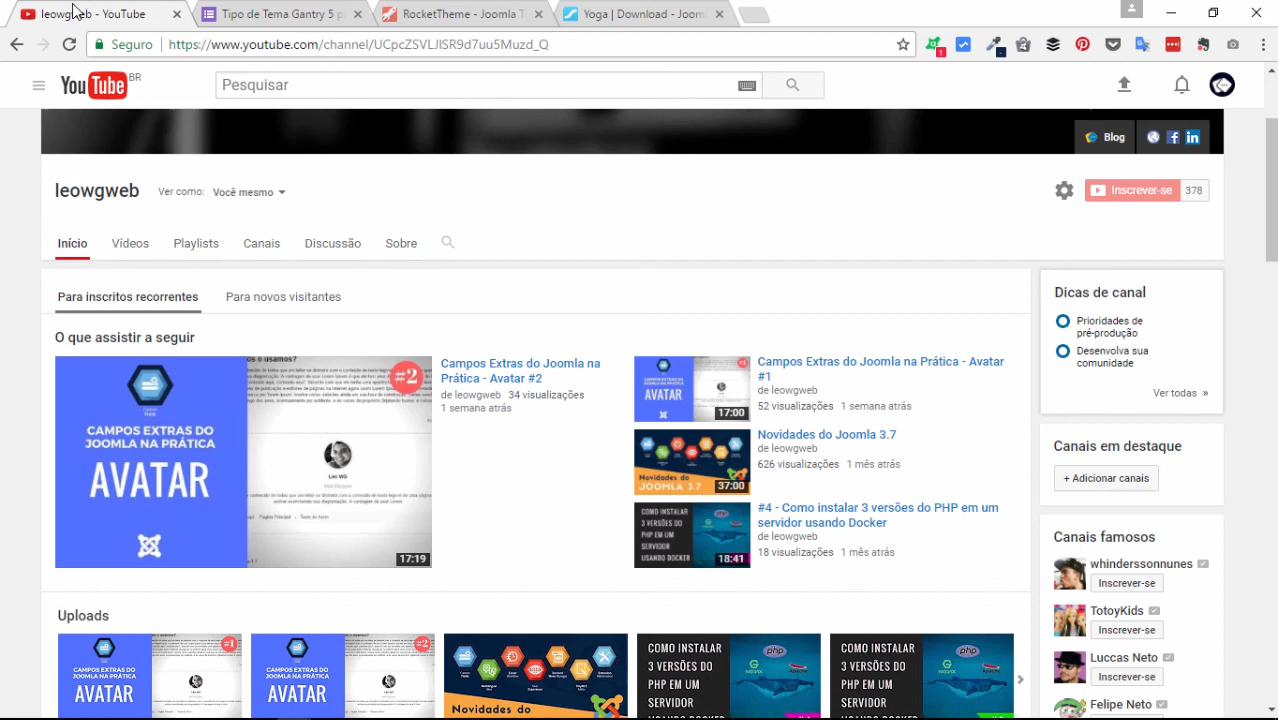 leowgweb - YouTube
Tipo de Tema Gantry 5 p
RocketTheme - Joomla T
Yoga | Download - Jooml
Seguro
https://www.youtube.com/channel/UCpcZSVLJlSR9d7uu5Muzd_Q
1
YouTube BR
Pesquisar
Blog
leowgweb
Ver como: Você mesmo
Inscrever-se 378
Início Vídeos Playlists Canais Discussão Sobre
Para inscritos recorrentes Para novos visitantes
O que assistir a seguir
#2
CAMPOS EXTRAS DO
JOOMLA NA PRÁTICA
AVATAR
17:19
Campos Extras do Joomla na
Prática - Avatar #2
de leowgweb 34 visualizações
1 semana atrás
AVATAR
17:00
Campos Extras do Joomla na Prática - Avatar
#1
de leowgweb
52 visualizações 1 semana atrás
Novidades do
JOOMLA 3.7
37:00
Novidades do Joomla 3.7
de leowgweb
626 visualizações 1 mês atrás
COMO INSTALAR
3 VERSÕES DO
PHP EM UM
SERVIDOR
USANDO DOCKER
18:41
#4 - Como instalar 3 versões do PHP em um
servidor usando Docker
de leowgweb
18 visualizações 1 mês atrás
Dicas de canal
Prioridades de
pré-produção
Desenvolva sua
comunidade
Ver todas »
Canais em destaque
+ Adicionar canais
Canais famosos
whinderssonnunes
Inscrever-se
TotoyKids
Inscrever-se
Luccas Neto
Inscrever-se
Felipe Neto
Uploads
#1
CAMPOS EXTRAS DO
JOOMLA NA PRÁTICA
AVATAR
#2
CAMPOS EXTRAS DO
JOOMLA NA PRÁTICA
AVATAR
Novidades do
COMO INSTALAR
3 VERSÕES DO
PHP EM UM
SERVIDOR
php
COMO INSTALAR
3 VERSÕES DO
PHP EM UM
SERVIDOR
php